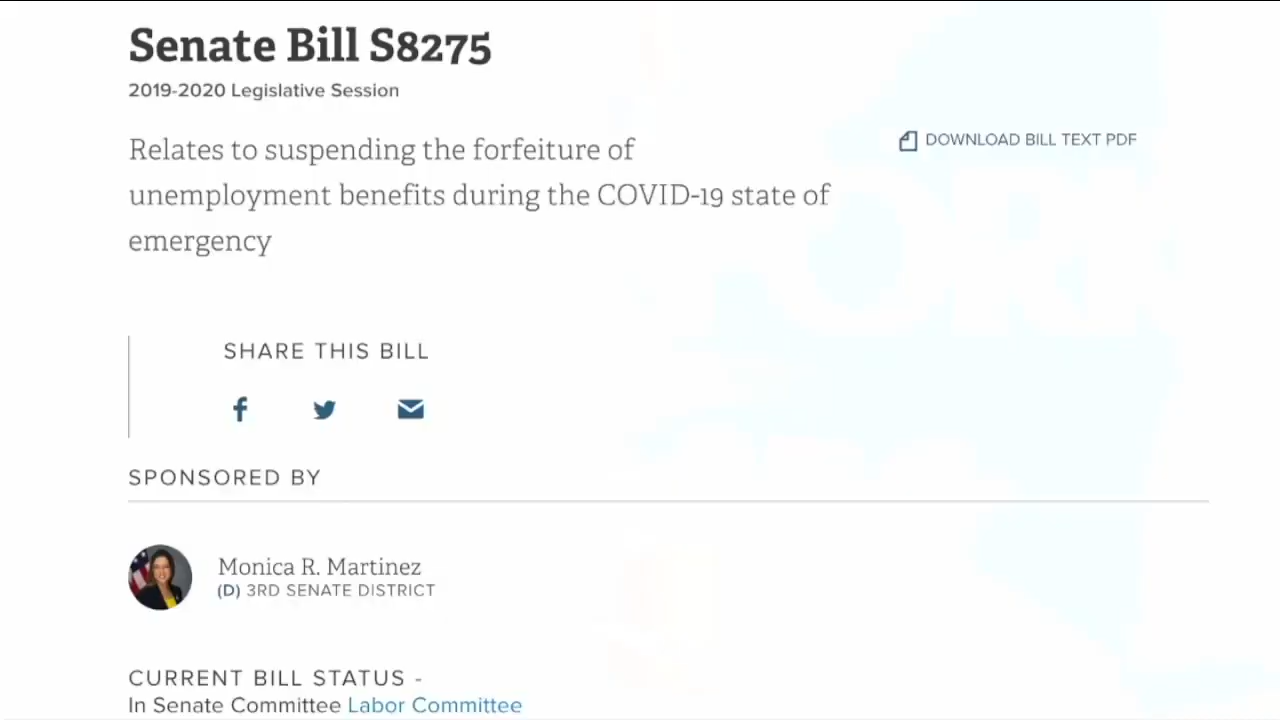 Senate Bill S8275
2019-2020 Legislative Session
Relates to suspending the forfeiture of
unemployment benefits during the COVID-19 state of
emergency
DOWNLOAD BILL TEXT PDF
SHARE THIS BILL
SPONSORED BY
Monica R. Martinez
(D) 3RD SENATE DISTRICT
CURRENT BILL STATUS -
In Senate Committee Labor Committee